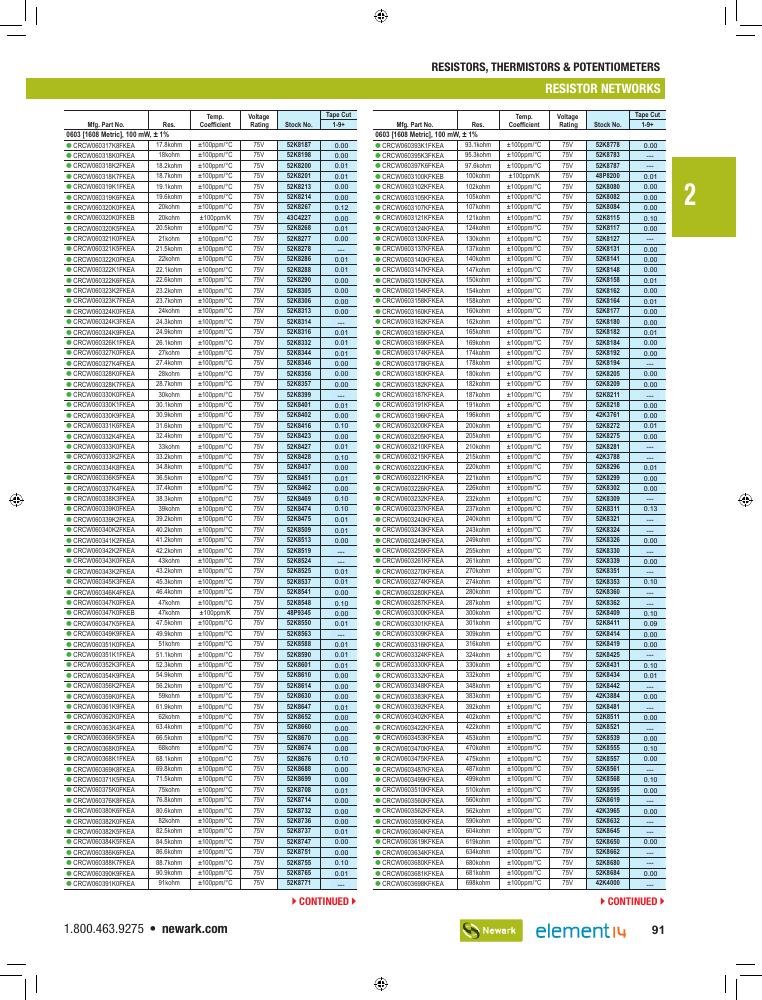 RESISTORS, THERMISTORS & POTENTIOMETERS
RESISTOR NETWORKS
2
Mfg. Part No. Res. Temp. Coefficient Voltage Rating Stock No. Tape Cut 1-9+
0603 [1608 Metric], 100 mW, ± 1%
CRCW060317K8FKEA 17.8kohm ±100ppm/°C 75V 52K8187 0.00
CRCW060318K0FKEA 18kohm ±100ppm/°C 75V 52K8198 0.00
CRCW060318K2FKEA 18.2kohm ±100ppm/°C 75V 52K8200 0.01
CRCW060318K7FKEA 18.7kohm ±100ppm/°C 75V 52K8201 0.01
CRCW060319K1FKEA 19.1kohm ±100ppm/°C 75V 52K8213 0.00
CRCW060319K6FKEA 19.6kohm ±100ppm/°C 75V 52K8214 0.00
CRCW060320K0FKEA 20kohm ±100ppm/°C 75V 52K8267 0.12
CRCW060320K0FKEB 20kohm ±100ppm/K 75V 43C4227 0.00
CRCW060320K5FKEA 20.5kohm ±100ppm/°C 75V 52K8268 0.01
CRCW060321K0FKEA 21kohm ±100ppm/°C 75V 52K8277 0.00
CRCW060321K5FKEA 21.5kohm ±100ppm/°C 75V 52K8278 ---
CRCW060322K0FKEA 22kohm ±100ppm/°C 75V 52K8286 0.01
CRCW060322K1FKEA 22.1kohm ±100ppm/°C 75V 52K8288 0.01
CRCW060322K6FKEA 22.6kohm ±100ppm/°C 75V 52K8290 0.00
CRCW060323K2FKEA 23.2kohm ±100ppm/°C 75V 52K8305 0.00
CRCW060323K7FKEA 23.7kohm ±100ppm/°C 75V 52K8306 0.00
CRCW060324K0FKEA 24kohm ±100ppm/°C 75V 52K8313 0.00
CRCW060324K3FKEA 24.3kohm ±100ppm/°C 75V 52K8314 ---
CRCW060324K9FKEA 24.9kohm ±100ppm/°C 75V 52K8316 0.01
CRCW060326K1FKEA 26.1kohm ±100ppm/°C 75V 52K8332 0.01
CRCW060327K0FKEA 27kohm ±100ppm/°C 75V 52K8344 0.01
CRCW060327K4FKEA 27.4kohm ±100ppm/°C 75V 52K8346 0.00
CRCW060328K0FKEA 28kohm ±100ppm/°C 75V 52K8356 0.00
CRCW060328K7FKEA 28.7kohm ±100ppm/°C 75V 52K8357 0.00
CRCW060330K0FKEA 30kohm ±100ppm/°C 75V 52K8399 ---
CRCW060330K1FKEA 30.1kohm ±100ppm/°C 75V 52K8401 0.01
CRCW060330K9FKEA 30.9kohm ±100ppm/°C 75V 52K8402 0.00
CRCW060331K6FKEA 31.6kohm ±100ppm/°C 75V 52K8416 0.10
CRCW060332K4FKEA 32.4kohm ±100ppm/°C 75V 52K8423 0.00
CRCW060333K0FKEA 33kohm ±100ppm/°C 75V 52K8427 0.01
CRCW060333K2FKEA 33.2kohm ±100ppm/°C 75V 52K8428 0.10
CRCW060334K8FKEA 34.8kohm ±100ppm/°C 75V 52K8437 0.00
CRCW060336K5FKEA 36.5kohm ±100ppm/°C 75V 52K8451 0.01
CRCW060337K4FKEA 37.4kohm ±100ppm/°C 75V 52K8462 0.00
CRCW060338K3FKEA 38.3kohm ±100ppm/°C 75V 52K8469 0.10
CRCW060339K0FKEA 39kohm ±100ppm/°C 75V 52K8474 0.10
CRCW060339K2FKEA 39.2kohm ±100ppm/°C 75V 52K8475 0.01
CRCW060340K2FKEA 40.2kohm ±100ppm/°C 75V 52K8509 0.01
CRCW060341K2FKEA 41.2kohm ±100ppm/°C 75V 52K8513 0.00
CRCW060342K2FKEA 42.2kohm ±100ppm/°C 75V 52K8519 ---
CRCW060343K0FKEA 43kohm ±100ppm/°C 75V 52K8524 ---
CRCW060343K2FKEA 43.2kohm ±100ppm/°C 75V 52K8525 0.01
CRCW060345K3FKEA 45.3kohm ±100ppm/°C 75V 52K8537 0.01
CRCW060346K4FKEA 46.4kohm ±100ppm/°C 75V 52K8541 0.00
CRCW060347K0FKEA 47kohm ±100ppm/°C 75V 52K8548 0.10
CRCW060347K0FKEB 47kohm ±100ppm/K 75V 48P9345 0.00
CRCW060347K5FKEA 47.5kohm ±100ppm/°C 75V 52K8550 0.01
CRCW060349K9FKEA 49.9kohm ±100ppm/°C 75V 52K8563 ---
CRCW060351K0FKEA 51kohm ±100ppm/°C 75V 52K8588 0.01
CRCW060351K1FKEA 51.1kohm ±100ppm/°C 75V 52K8590 0.01
CRCW060352K3FKEA 52.3kohm ±100ppm/°C 75V 52K8601 0.01
CRCW060354K9FKEA 54.9kohm ±100ppm/°C 75V 52K8610 0.00
CRCW060356K2FKEA 56.2kohm ±100ppm/°C 75V 52K8614 0.00
CRCW060359K0FKEA 59kohm ±100ppm/°C 75V 52K8630 0.00
CRCW060361K9FKEA 61.9kohm ±100ppm/°C 75V 52K8647 0.01
CRCW060362K0FKEA 62kohm ±100ppm/°C 75V 52K8652 0.00
CRCW060363K4FKEA 63.4kohm ±100ppm/°C 75V 52K8660 0.00
CRCW060366K5FKEA 66.5kohm ±100ppm/°C 75V 52K8670 0.00
CRCW060368K0FKEA 68kohm ±100ppm/°C 75V 52K8674 0.00
CRCW060368K1FKEA 68.1kohm ±100ppm/°C 75V 52K8676 0.10
CRCW060369K8FKEA 69.8kohm ±100ppm/°C 75V 52K8688 0.00
CRCW060371K5FKEA 71.5kohm ±100ppm/°C 75V 52K8699 0.00
CRCW060375K0FKEA 75kohm ±100ppm/°C 75V 52K8708 0.01
CRCW060376K8FKEA 76.8kohm ±100ppm/°C 75V 52K8714 0.00
CRCW060380K6FKEA 80.6kohm ±100ppm/°C 75V 52K8732 0.00
CRCW060382K0FKEA 82kohm ±100ppm/°C 75V 52K8736 0.00
CRCW060382K5FKEA 82.5kohm ±100ppm/°C 75V 52K8737 0.01
CRCW060384K5FKEA 84.5kohm ±100ppm/°C 75V 52K8747 0.00
CRCW060386K6FKEA 86.6kohm ±100ppm/°C 75V 52K8751 0.00
CRCW060388K7FKEA 88.7kohm ±100ppm/°C 75V 52K8755 0.10
CRCW060390K9FKEA 90.9kohm ±100ppm/°C 75V 52K8765 0.01
CRCW060391K0FKEA 91kohm ±100ppm/°C 75V 52K8771 ---
CONTINUED
Mfg. Part No. Res. Temp. Coefficient Voltage Rating Stock No. Tape Cut 1-9+
0603 [1608 Metric], 100 mW, ± 1%
CRCW060393K1FKEA 93.1kohm ±100ppm/°C 75V 52K8778 0.00
CRCW060395K3FKEA 95.3kohm ±100ppm/°C 75V 52K8783 ---
CRCW060397K6FKEA 97.6kohm ±100ppm/°C 75V 52K8787 ---
CRCW0603100KFKEB 100kohm ±100ppm/K 75V 48P8200 0.01
CRCW0603102KFKEA 102kohm ±100ppm/°C 75V 52K8080 0.00
CRCW0603105KFKEA 105kohm ±100ppm/°C 75V 52K8082 0.00
CRCW0603107KFKEA 107kohm ±100ppm/°C 75V 52K8084 0.00
CRCW0603121KFKEA 121kohm ±100ppm/°C 75V 52K8115 0.10
CRCW0603124KFKEA 124kohm ±100ppm/°C 75V 52K8117 0.00
CRCW0603130KFKEA 130kohm ±100ppm/°C 75V 52K8127 ---
CRCW0603137KFKEA 137kohm ±100ppm/°C 75V 52K8131 0.00
CRCW0603140KFKEA 140kohm ±100ppm/°C 75V 52K8141 0.00
CRCW0603147KFKEA 147kohm ±100ppm/°C 75V 52K8148 0.00
CRCW0603150KFKEA 150kohm ±100ppm/°C 75V 52K8158 0.01
CRCW0603154KFKEA 154kohm ±100ppm/°C 75V 52K8162 0.00
CRCW0603158KFKEA 158kohm ±100ppm/°C 75V 52K8164 0.01
CRCW0603160KFKEA 160kohm ±100ppm/°C 75V 52K8177 0.00
CRCW0603162KFKEA 162kohm ±100ppm/°C 75V 52K8180 0.00
CRCW0603165KFKEA 165kohm ±100ppm/°C 75V 52K8182 0.01
CRCW0603169KFKEA 169kohm ±100ppm/°C 75V 52K8184 0.00
CRCW0603174KFKEA 174kohm ±100ppm/°C 75V 52K8192 0.00
CRCW0603178KFKEA 178kohm ±100ppm/°C 75V 52K8194 ---
CRCW0603180KFKEA 180kohm ±100ppm/°C 75V 52K8205 0.00
CRCW0603182KFKEA 182kohm ±100ppm/°C 75V 52K8209 0.00
CRCW0603187KFKEA 187kohm ±100ppm/°C 75V 52K8211 ---
CRCW0603191KFKEA 191kohm ±100ppm/°C 75V 52K8218 0.00
CRCW0603196KFKEA 196kohm ±100ppm/°C 75V 42K3761 0.00
CRCW0603200KFKEA 200kohm ±100ppm/°C 75V 52K8272 0.01
CRCW0603205KFKEA 205kohm ±100ppm/°C 75V 52K8275 0.00
CRCW0603210KFKEA 210kohm ±100ppm/°C 75V 52K8281 ---
CRCW0603215KFKEA 215kohm ±100ppm/°C 75V 42K3788 ---
CRCW0603220KFKEA 220kohm ±100ppm/°C 75V 52K8296 0.01
CRCW0603221KFKEA 221kohm ±100ppm/°C 75V 52K8299 0.00
CRCW0603226KFKEA 226kohm ±100ppm/°C 75V 52K8302 0.00
CRCW0603232KFKEA 232kohm ±100ppm/°C 75V 52K8309 ---
CRCW0603237KFKEA 237kohm ±100ppm/°C 75V 52K8311 0.13
CRCW0603240KFKEA 240kohm ±100ppm/°C 75V 52K8321 ---
CRCW0603243KFKEA 243kohm ±100ppm/°C 75V 52K8324 ---
CRCW0603249KFKEA 249kohm ±100ppm/°C 75V 52K8326 0.00
CRCW0603255KFKEA 255kohm ±100ppm/°C 75V 52K8330 ---
CRCW0603261KFKEA 261kohm ±100ppm/°C 75V 52K8339 0.00
CRCW0603270KFKEA 270kohm ±100ppm/°C 75V 52K8351 ---
CRCW0603274KFKEA 274kohm ±100ppm/°C 75V 52K8353 0.10
CRCW0603280KFKEA 280kohm ±100ppm/°C 75V 52K8360 ---
CRCW0603287KFKEA 287kohm ±100ppm/°C 75V 52K8362 ---
CRCW0603300KFKEA 300kohm ±100ppm/°C 75V 52K8409 0.10
CRCW0603301KFKEA 301kohm ±100ppm/°C 75V 52K8411 0.09
CRCW0603309KFKEA 309kohm ±100ppm/°C 75V 52K8414 0.00
CRCW0603316KFKEA 316kohm ±100ppm/°C 75V 52K8419 0.00
CRCW0603324KFKEA 324kohm ±100ppm/°C 75V 52K8425 ---
CRCW0603330KFKEA 330kohm ±100ppm/°C 75V 52K8431 0.10
CRCW0603332KFKEA 332kohm ±100ppm/°C 75V 52K8434 0.01
CRCW0603348KFKEA 348kohm ±100ppm/°C 75V 52K8442 ---
CRCW0603383KFKEA 383kohm ±100ppm/°C 75V 42K3884 0.00
CRCW0603392KFKEA 392kohm ±100ppm/°C 75V 52K8481 ---
CRCW0603402KFKEA 402kohm ±100ppm/°C 75V 52K8511 0.00
CRCW0603422KFKEA 422kohm ±100ppm/°C 75V 52K8521 ---
CRCW0603453KFKEA 453kohm ±100ppm/°C 75V 52K8539 0.00
CRCW0603470KFKEA 470kohm ±100ppm/°C 75V 52K8555 0.10
CRCW0603475KFKEA 475kohm ±100ppm/°C 75V 52K8557 0.00
CRCW0603487KFKEA 487kohm ±100ppm/°C 75V 52K8561 ---
CRCW0603499KFKEA 499kohm ±100ppm/°C 75V 52K8568 0.10
CRCW0603510KFKEA 510kohm ±100ppm/°C 75V 52K8595 0.00
CRCW0603560KFKEA 560kohm ±100ppm/°C 75V 52K8619 ---
CRCW0603562KFKEA 562kohm ±100ppm/°C 75V 42K3965 0.00
CRCW0603590KFKEA 590kohm ±100ppm/°C 75V 52K8632 ---
CRCW0603604KFKEA 604kohm ±100ppm/°C 75V 52K8645 ---
CRCW0603619KFKEA 619kohm ±100ppm/°C 75V 52K8650 0.00
CRCW0603634KFKEA 634kohm ±100ppm/°C 75V 52K8662 ---
CRCW0603680KFKEA 680kohm ±100ppm/°C 75V 52K8680 ---
CRCW0603681KFKEA 681kohm ±100ppm/°C 75V 52K8684 0.00
CRCW0603698KFKEA 698kohm ±100ppm/°C 75V 42K4000 ---
CONTINUED
1.800.463.9275 • newark.com
Newark
element14
91